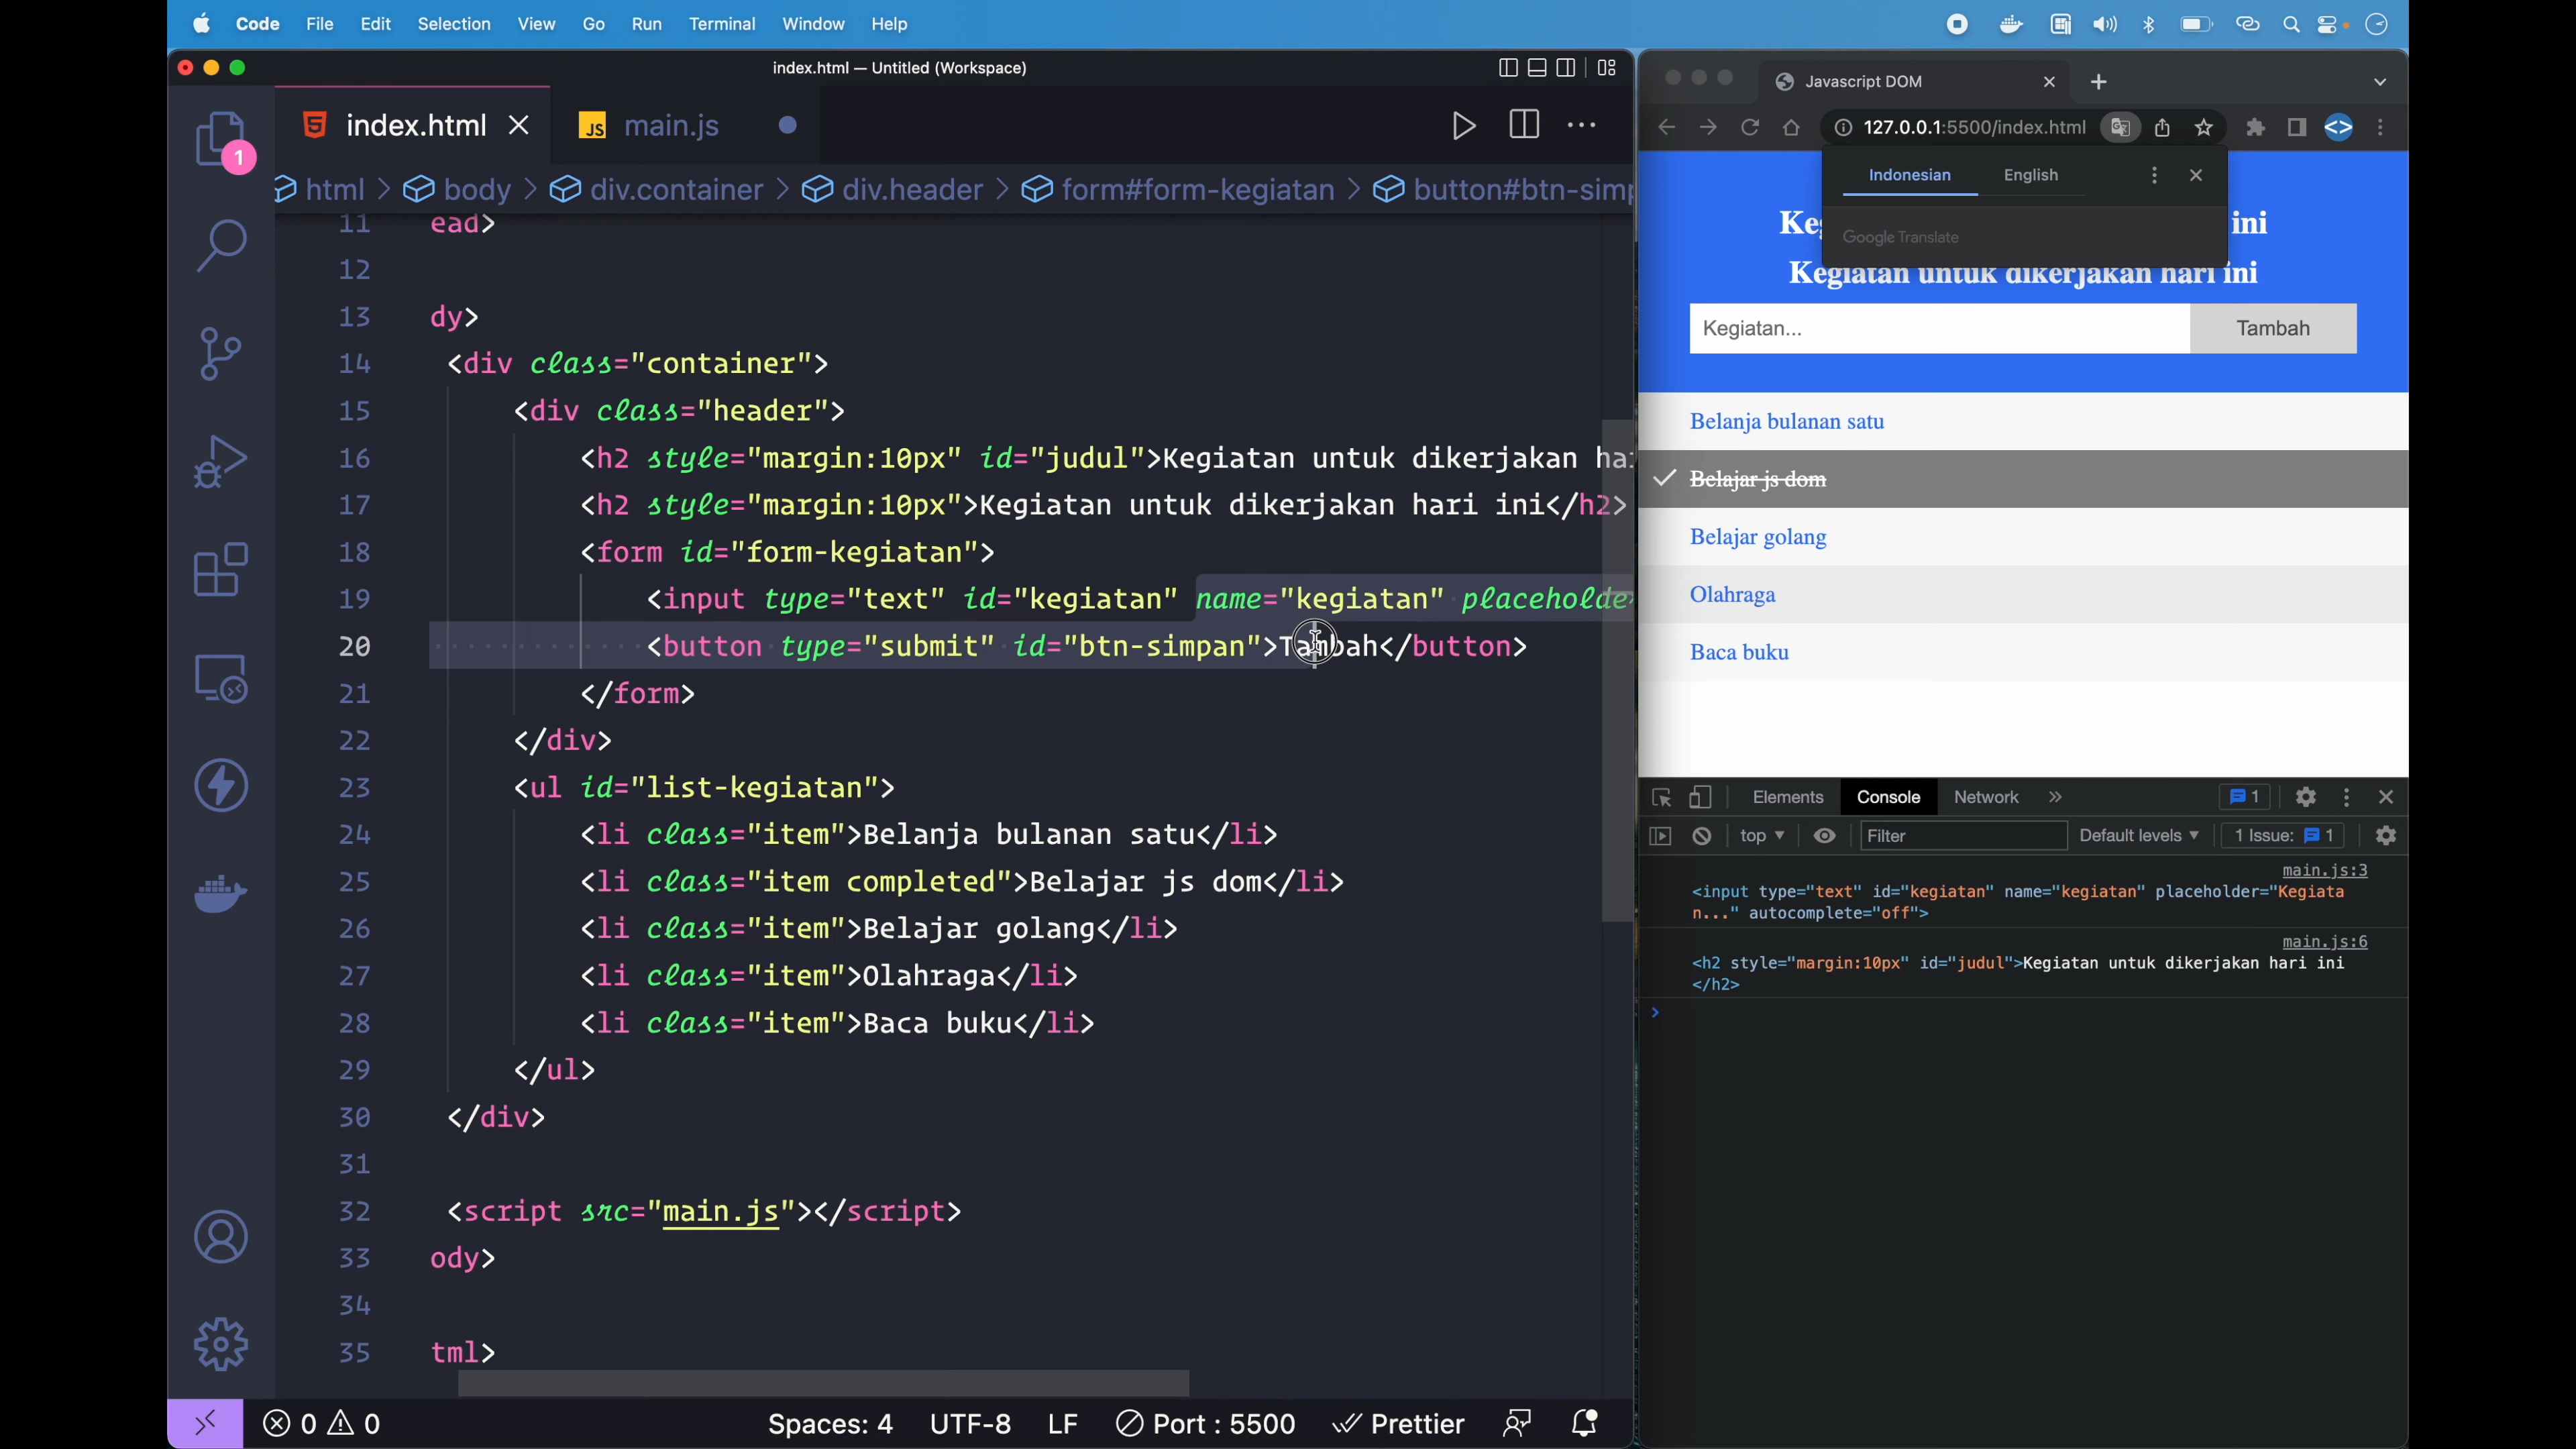 Code File Edit Selection View Go Run Terminal Window Help
index.html — Untitled (Workspace)
1
index.html
JS main.js
html > body > div.container > div.header > form#form-kegiatan > button#btn-simp
11 ead>
12
13 dy>
14 <div class="container">
15 <div class="header">
16 <h2 style="margin:10px" id="judul">Kegiatan untuk dikerjakan ha
17 <h2 style="margin:10px">Kegiatan untuk dikerjakan hari ini</h2>
18 <form id="form-kegiatan">
19 <input type="text" id="kegiatan" name="kegiatan" placeholde
20 <button type="submit" id="btn-simpan">Tambah</button>
21 </form>
22 </div>
23 <ul id="list-kegiatan">
24 <li class="item">Belanja bulanan satu</li>
25 <li class="item completed">Belajar js dom</li>
26 <li class="item">Belajar golang</li>
27 <li class="item">Olahraga</li>
28 <li class="item">Baca buku</li>
29 </ul>
30 </div>
31
32 <script src="main.js"></script>
33 ody>
34
35 tml>
0 0 Spaces: 4 UTF-8 LF Port : 5500 Prettier
Javascript DOM
127.0.0.1:5500/index.html
Indonesian English
Google Translate
ini
Kegiatan untuk dikerjakan hari ini
Kegiatan... Tambah
Belanja bulanan satu
Belajar js dom
Belajar golang
Olahraga
Baca buku
Elements Console Network » 1
top Filter Default levels 1 Issue: 1
main.js:3
<input type="text" id="kegiatan" name="kegiatan" placeholder="Kegiata
n..." autocomplete="off">
main.js:6
<h2 style="margin:10px" id="judul">Kegiatan untuk dikerjakan hari ini
</h2>
>